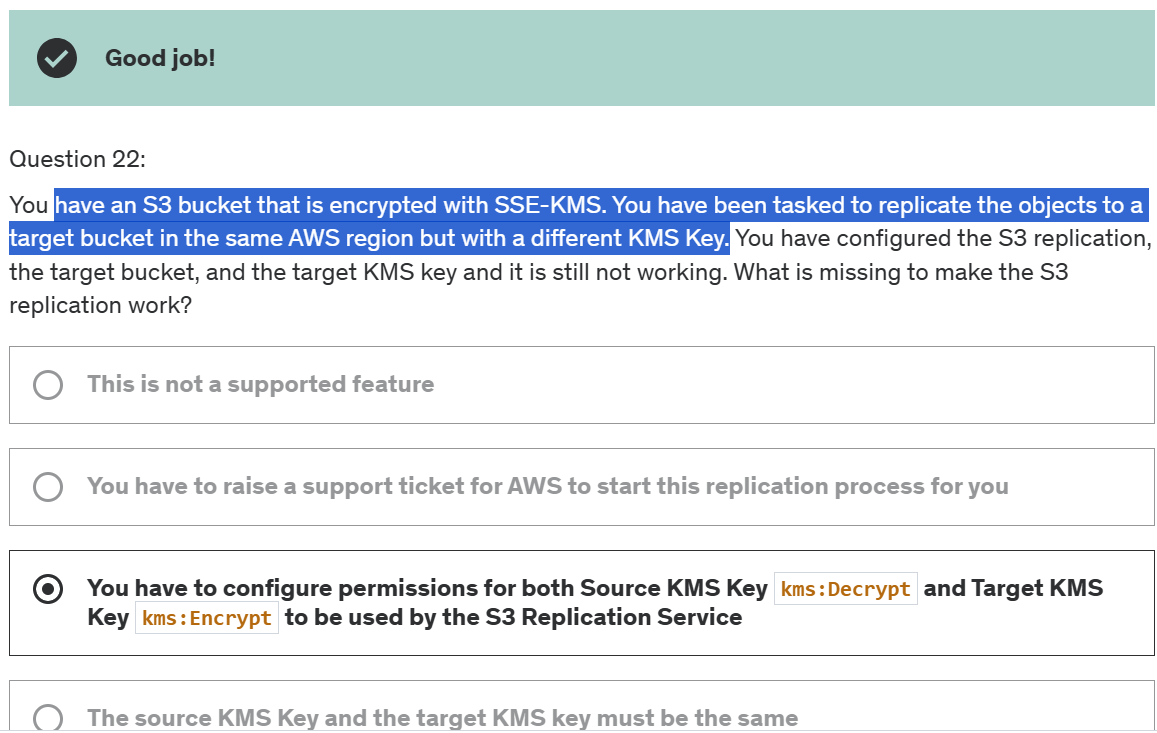 Good job!
Question 22:
You have an S3 bucket that is encrypted with SSE-KMS. You have been tasked to replicate the objects to a
target bucket in the same AWS region but with a different KMS Key. You have configured the S3 replication,
the target bucket, and the target KMS key and it is still not working. What is missing to make the S3
replication work?
This is not a supported feature
You have to raise a support ticket for AWS to start this replication process for you
You have to configure permissions for both Source KMS Key kms:Decrypt and Target KMS
Key kms:Encrypt to be used by the S3 Replication Service
The source KMS Key and the target KMS key must be the same